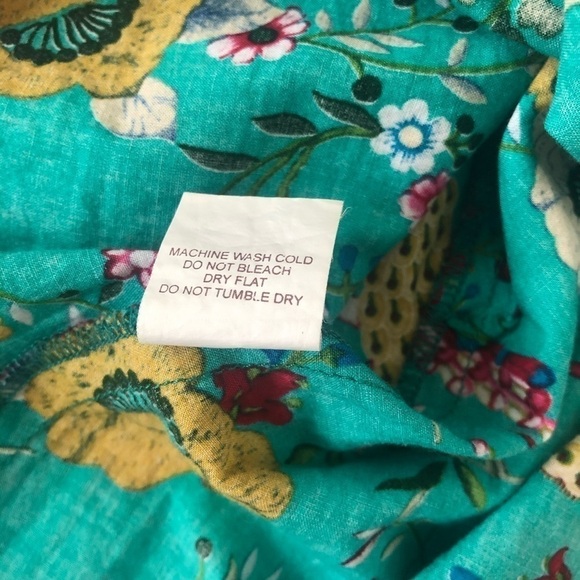 MACHINE WASH COLD
DO NOT BLEACH
DRY FLAT
DO NOT TUMBLE DRY